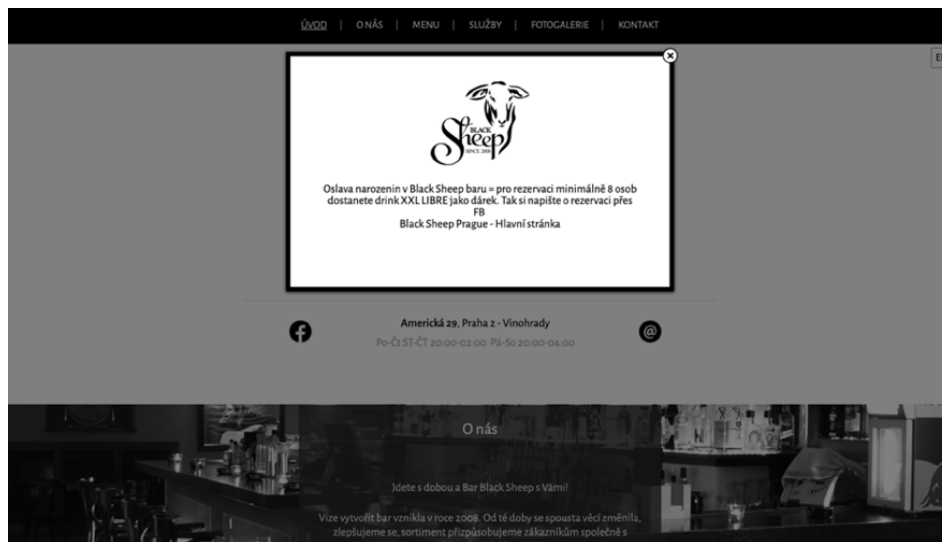 ÚVOD | O NÁS | MENU | SLUŽBY | FOTOGALERIE | KONTAKT
BLACK
Sheep
SINCE 2008
Oslava narozenin v Black Sheep baru = pro rezervaci minimálně 8 osob
dostanete drink XXL LIBRE jako dárek. Tak si napište o rezervaci přes
FB
Black Sheep Prague - Hlavní stránka
Americká 29, Praha 2 - Vinohrady
Po-Čt ST-ČT 20:00-02:00 Pá-So 20:00-04:00
O nás
Jdete s dobou a Bar Black Sheep s Vámi!
Vize vytvořit bar vznikla v roce 2008. Od té doby se spousta věcí změnila,
zlepšujeme se, sortiment přizpůsobujeme zákazníkům společně s